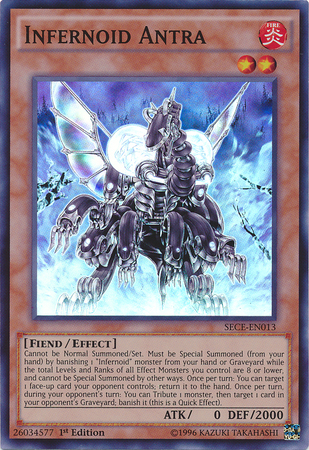 INFERNOID ANTRA
FIRE
炎
SECE-EN013
[FIEND / EFFECT]
Cannot be Normal Summoned/Set. Must be Special Summoned (from your
hand) by banishing 1 "Infernoid" monster from your hand or Graveyard while
the total Levels and Ranks of all Effect Monsters you control are 8 or lower,
and cannot be Special Summoned by other ways. Once per turn: You can target
1 face-up card your opponent controls; return it to the hand. Once per turn,
during your opponent's turn: You can Tribute 1 monster, then target 1 card in
your opponent's Graveyard; banish it (this is a Quick Effect).
ATK/ 0 DEF/2000
26034577 1st Edition ©1996 KAZUKI TAKAHASHI